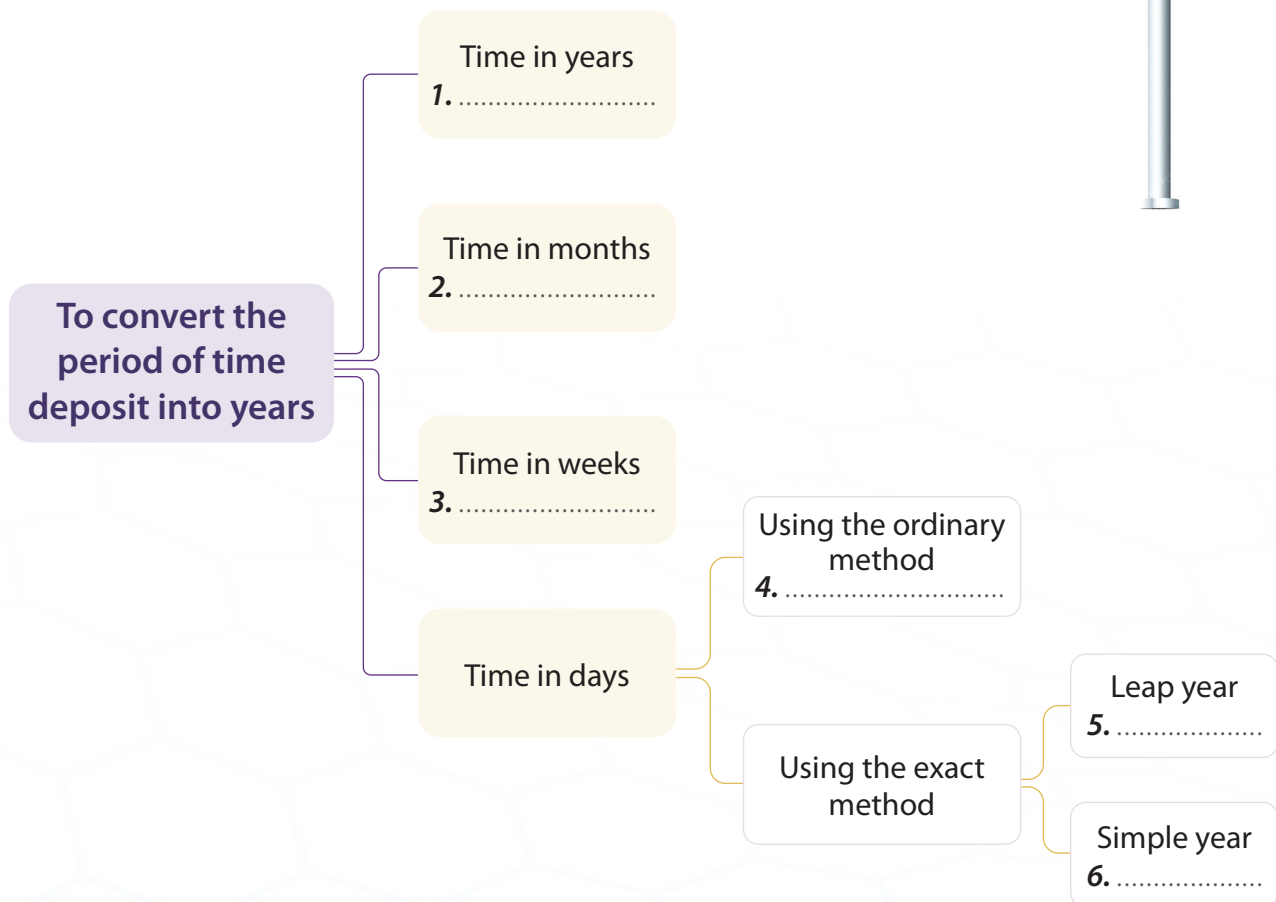 Time in years
1. ...........................
Time in months
2. ...........................
To convert the
period of time
deposit into years
Time in weeks
3. ...........................
Using the ordinary
method
4. ..............................
Time in days
Leap year
5. ....................
Using the exact
method
Simple year
6. ....................